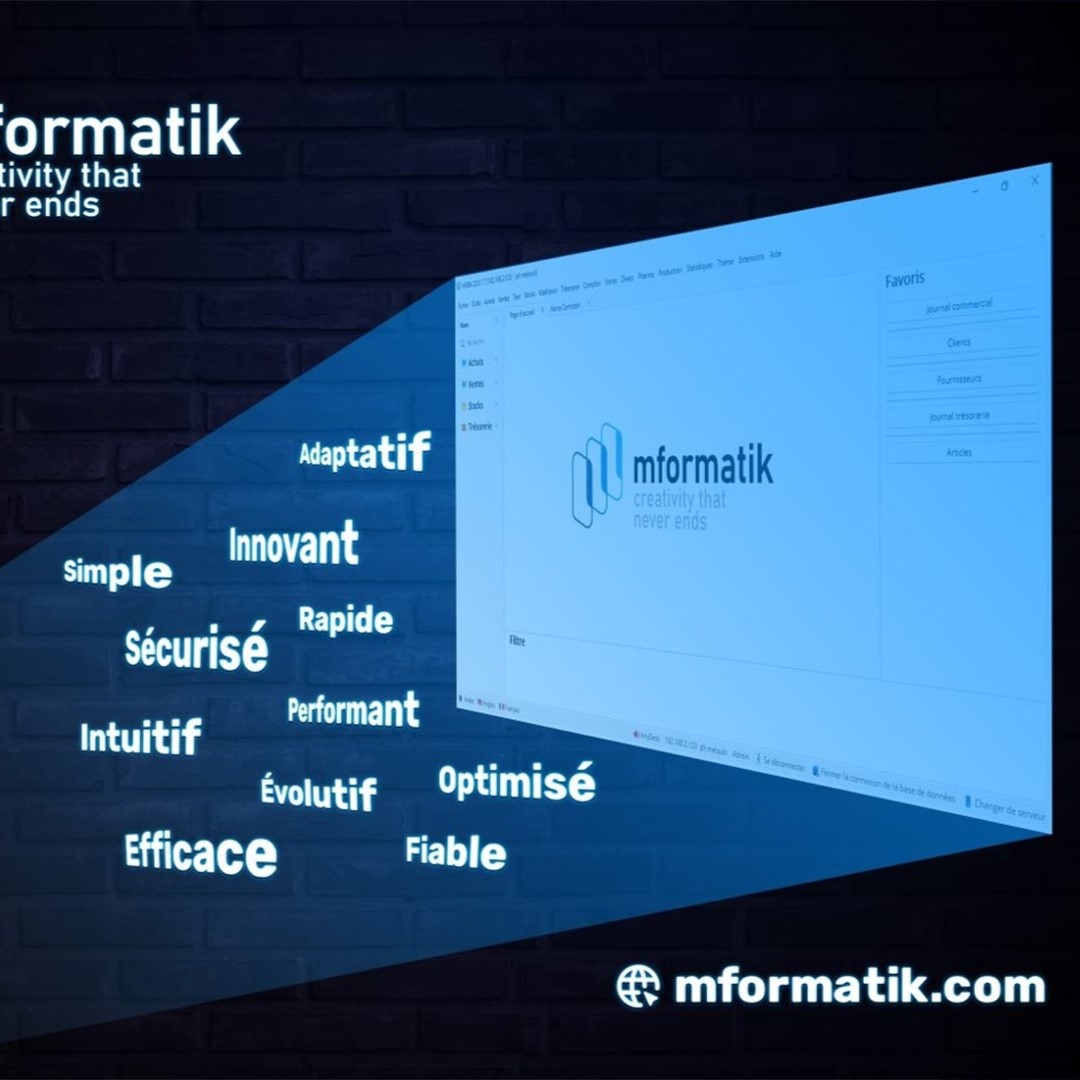 formatik
tivity that
r ends
Favoris
Journal commercial
Clients
Fournisseurs
Journal trésorerie
Articles
Achats
Ventes
Stocks
Trésorerie
mformatik
creativity that
never ends
Filtre
Adaptatif
Innovant
Simple
Rapide
Sécurisé
Performant
Intuitif
Évolutif
Optimisé
Efficace
Fiable
AnyDesk
Admin
Se déconnecter
Fermer la connexion de la base de données
Changer de serveur
mformatik.com